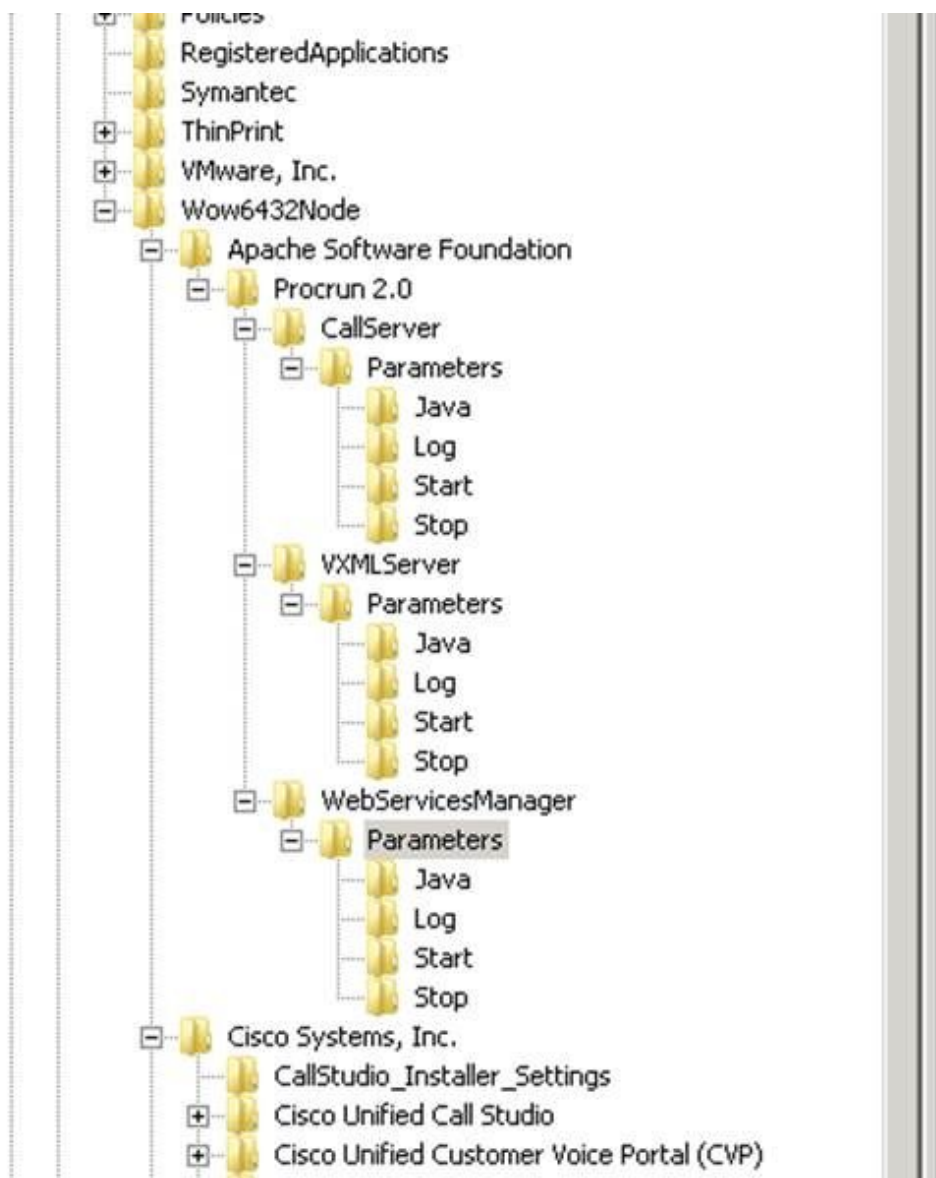 Policies
RegisteredApplications
Symantec
ThinPrint
VMware, Inc.
Wow6432Node
Apache Software Foundation
Procrun 2.0
CallServer
Parameters
Java
Log
Start
Stop
VXMLServer
Parameters
Java
Log
Start
Stop
WebServicesManager
Parameters
Java
Log
Start
Stop
Cisco Systems, Inc.
CallStudio_Installer_Settings
Cisco Unified Call Studio
Cisco Unified Customer Voice Portal (CVP)